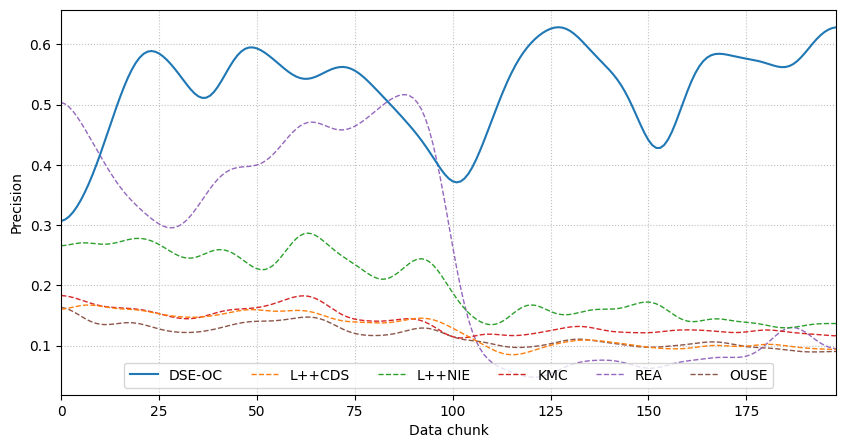 Precision
0.6
0.5
0.4
0.3
0.2
0.1
DSE-OC L++CDS L++NIE KMC REA OUSE
0 25 50 75 100 125 150 175
Data chunk